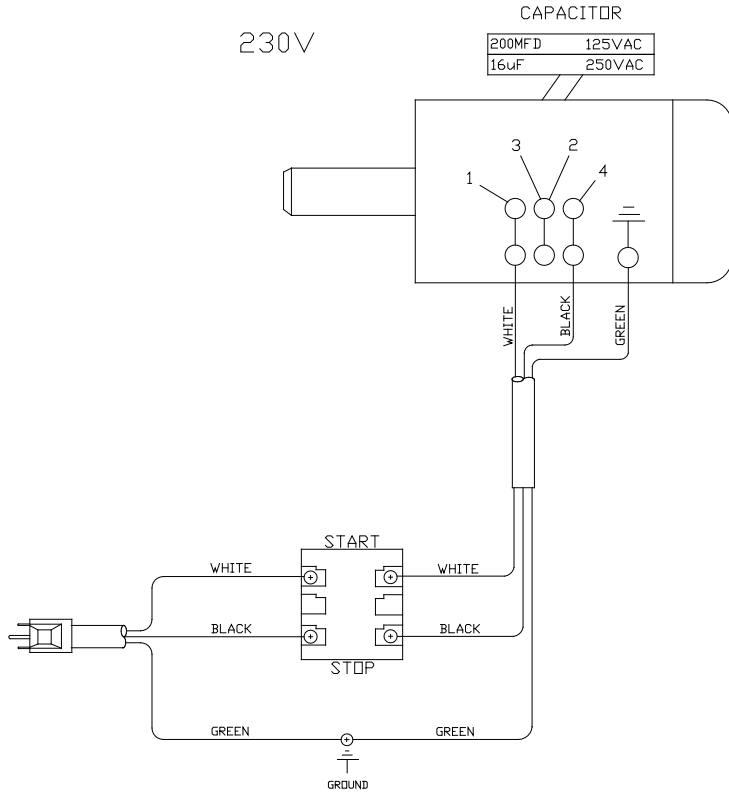 CAPACITOR
230V
200MFD 125VAC
16uF 250VAC
3 2
1 4
WHITE
BLACK
GREEN
START
WHITE WHITE
BLACK BLACK
STOP
GREEN GREEN
GROUND